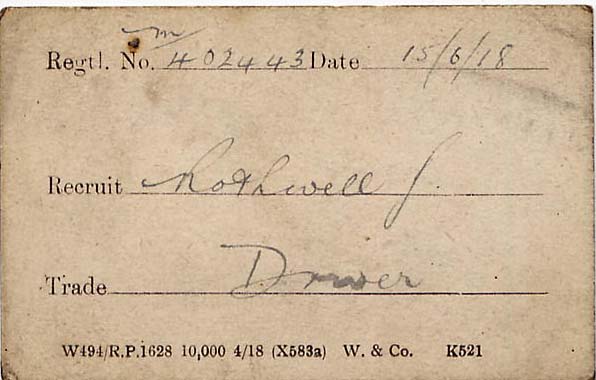 m
Regtl. No. 402443 Date 15/6/18
Recruit Rothwell J.
Trade Driver
W494/R.P.1628 10,000 4/18 (X583a) W. & Co. K521